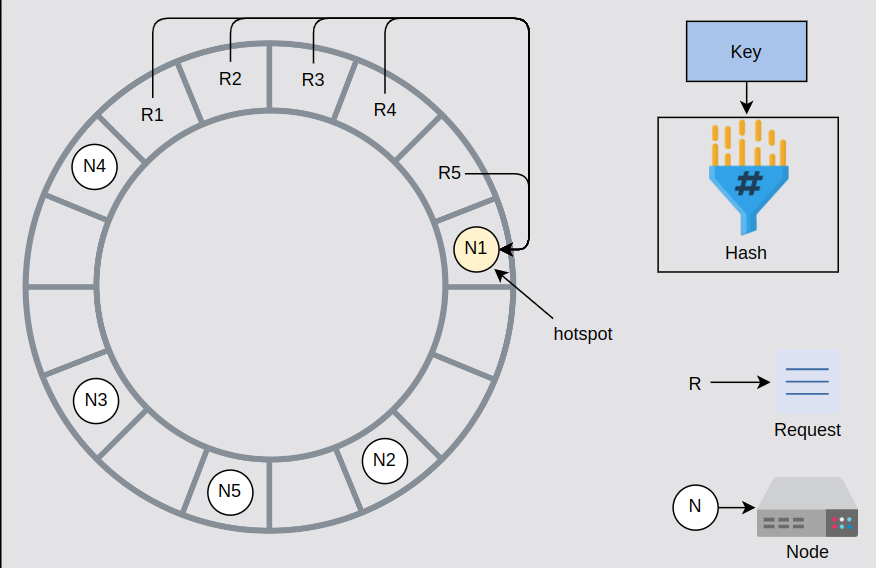 R1
R2
R3
R4
R5
N4
N1
hotspot
N3
N2
N5
Key
#
Hash
R
Request
N
Node